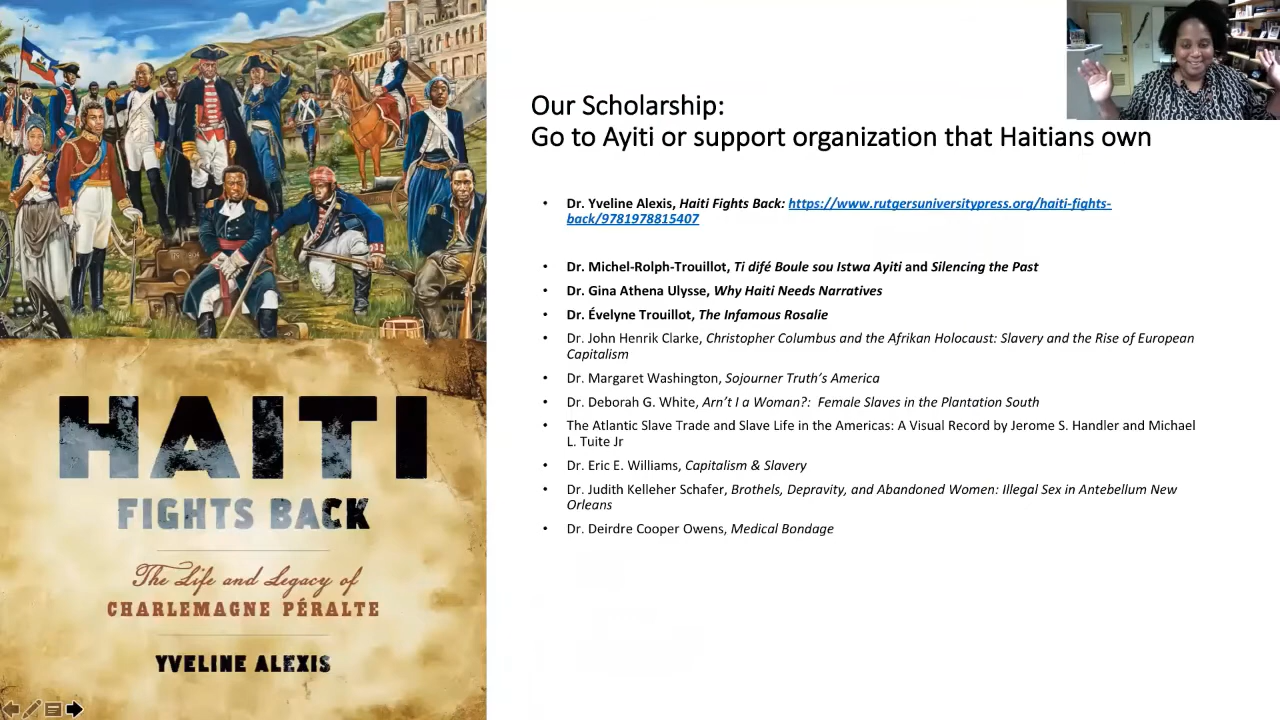 Our Scholarship:
Go to Ayiti or support organization that Haitians own
• Dr. Yveline Alexis, Haiti Fights Back: https://www.rutgersuniversitypress.org/haiti-fights-
back/9781978815407
• Dr. Michel-Rolph-Trouillot, Ti difé Boule sou Istwa Ayiti and Silencing the Past
• Dr. Gina Athena Ulysse, Why Haiti Needs Narratives
• Dr. Évelyne Trouillot, The Infamous Rosalie
• Dr. John Henrik Clarke, Christopher Columbus and the Afrikan Holocaust: Slavery and the Rise of European
Capitalism
• Dr. Margaret Washington, Sojourner Truth's America
• Dr. Deborah G. White, Arn't I a Woman?: Female Slaves in the Plantation South
• The Atlantic Slave Trade and Slave Life in the Americas: A Visual Record by Jerome S. Handler and Michael
L. Tuite Jr
• Dr. Eric E. Williams, Capitalism & Slavery
• Dr. Judith Kelleher Schafer, Brothels, Depravity, and Abandoned Women: Illegal Sex in Antebellum New
Orleans
• Dr. Deirdre Cooper Owens, Medical Bondage
HAITI
FIGHTS BACK
The Life and Legacy of
CHARLEMAGNE PÉRALTE
YVELINE ALEXIS